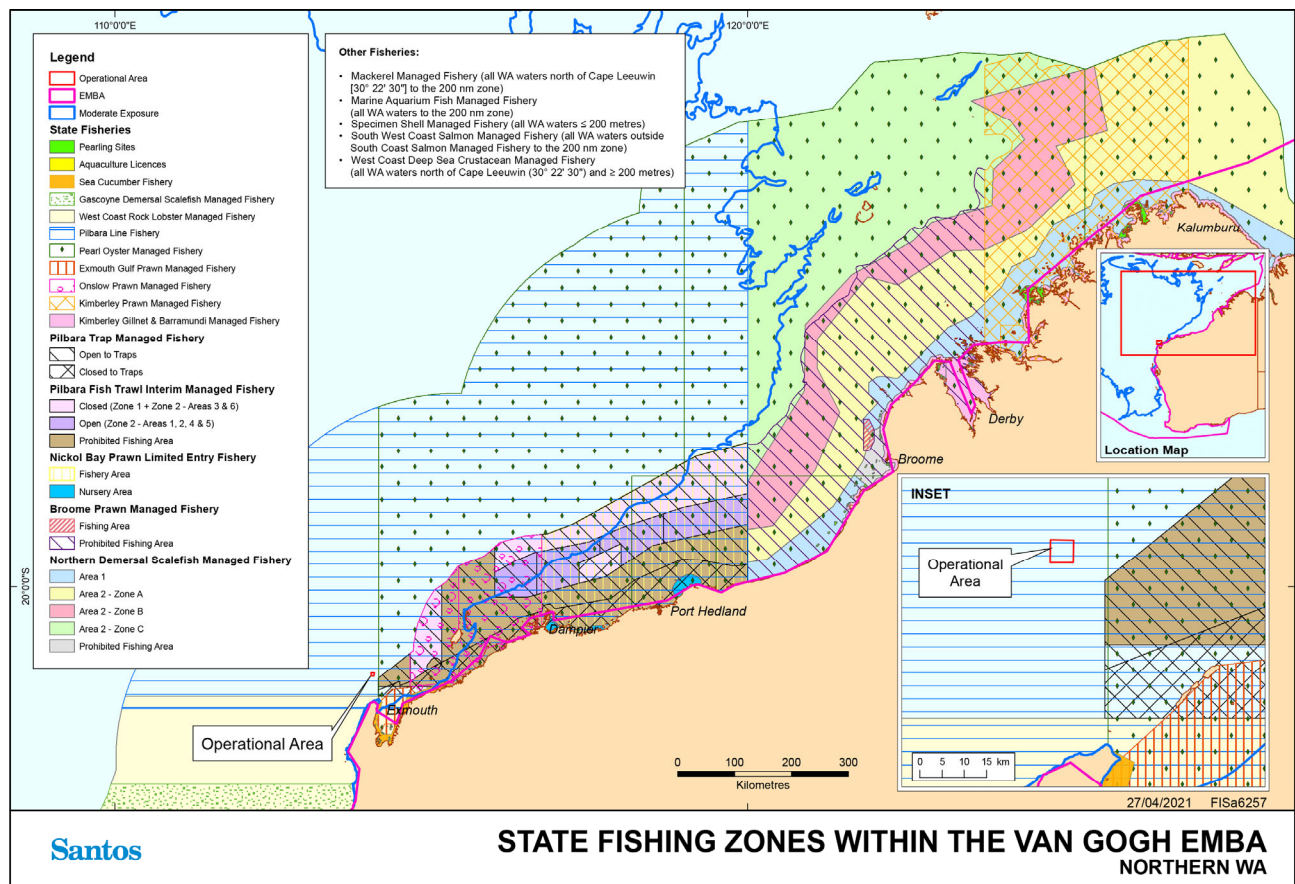 110°0'0"E
120°0'0"E
20°0'0"S
Legend
Operational Area
EMBA
Moderate Exposure
State Fisheries
Pearling Sites
Aquaculture Licences
Sea Cucumber Fishery
Gascoyne Demersal Scalefish Managed Fishery
West Coast Rock Lobster Managed Fishery
Pilbara Line Fishery
Pearl Oyster Managed Fishery
Exmouth Gulf Prawn Managed Fishery
Onslow Prawn Managed Fishery
Kimberley Prawn Managed Fishery
Kimberley Gillnet & Barramundi Managed Fishery
Pilbara Trap Managed Fishery
Open to Traps
Closed to Traps
Pilbara Fish Trawl Interim Managed Fishery
Closed (Zone 1 + Zone 2 - Areas 3 & 6)
Open (Zone 2 - Areas 1, 2, 4 & 5)
Prohibited Fishing Area
Nickol Bay Prawn Limited Entry Fishery
Fishery Area
Nursery Area
Broome Prawn Managed Fishery
Fishing Area
Prohibited Fishing Area
Northern Demersal Scalefish Managed Fishery
Area 1
Area 2 - Zone A
Area 2 - Zone B
Area 2 - Zone C
Prohibited Fishing Area
Other Fisheries:
• Mackerel Managed Fishery (all WA waters north of Cape Leeuwin
[30° 22' 30"] to the 200 nm zone)
• Marine Aquarium Fish Managed Fishery
(all WA waters to the 200 nm zone)
• Specimen Shell Managed Fishery (all WA waters ≤ 200 metres)
• South West Coast Salmon Managed Fishery (all WA waters outside
South Coast Salmon Managed Fishery to the 200 nm zone)
• West Coast Deep Sea Crustacean Managed Fishery
(all WA waters north of Cape Leeuwin (30° 22' 30") and ≥ 200 metres)
Kalumburu
Derby
Broome
Port Hedland
Dampier
Exmouth
Operational Area
Location Map
INSET
Operational
Area
0 5 10 15 km
0 100 200 300
Kilometres
27/04/2021 FISa6257
Santos
STATE FISHING ZONES WITHIN THE VAN GOGH EMBA
NORTHERN WA